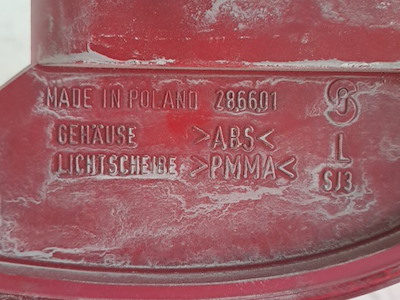 MADE IN POLAND 286601
GEHÄUSE >ABS< L
LICHTSCHEIBE >PMMA< SJ3